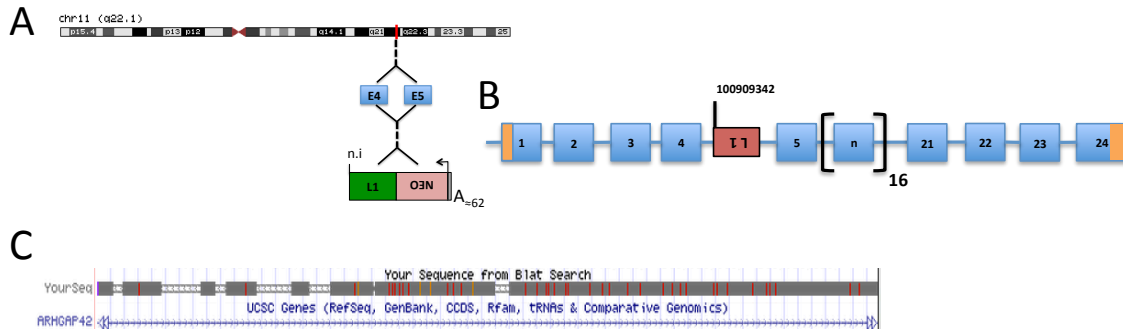 A
chr11 (q22.1)
p15.4 p13 p12 q14.1 q21 q22.3 23.3 25
E4 E5
n.i
L1 NEO
A≈62
B
100909342
1 2 3 4 L1 5 n 21 22 23 24
16
C
Your Sequence from Blat Search
YourSeq
UCSC Genes (RefSeq, GenBank, CCDS, Rfam, tRNAs & Comparative Genomics)
ARHGAP42